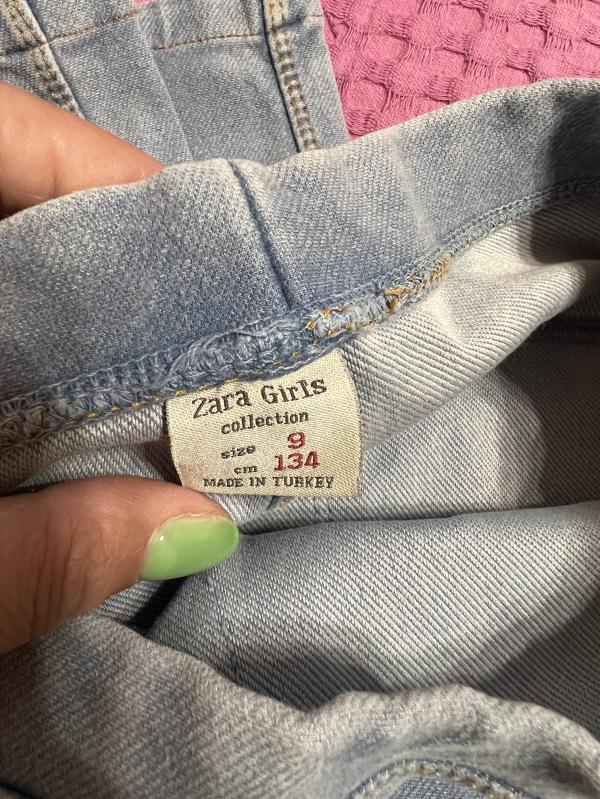 Zara Girls
collection
size 9
cm 134
MADE IN TURKEY